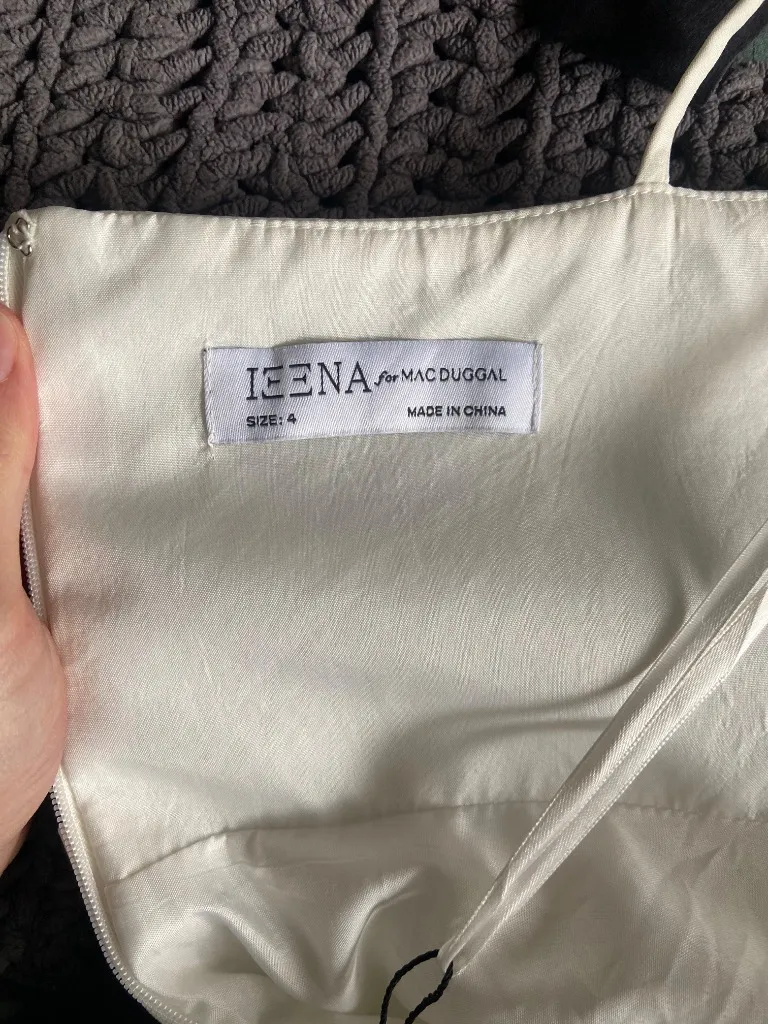 IEENA for MAC DUGGAL
SIZE: 4 MADE IN CHINA